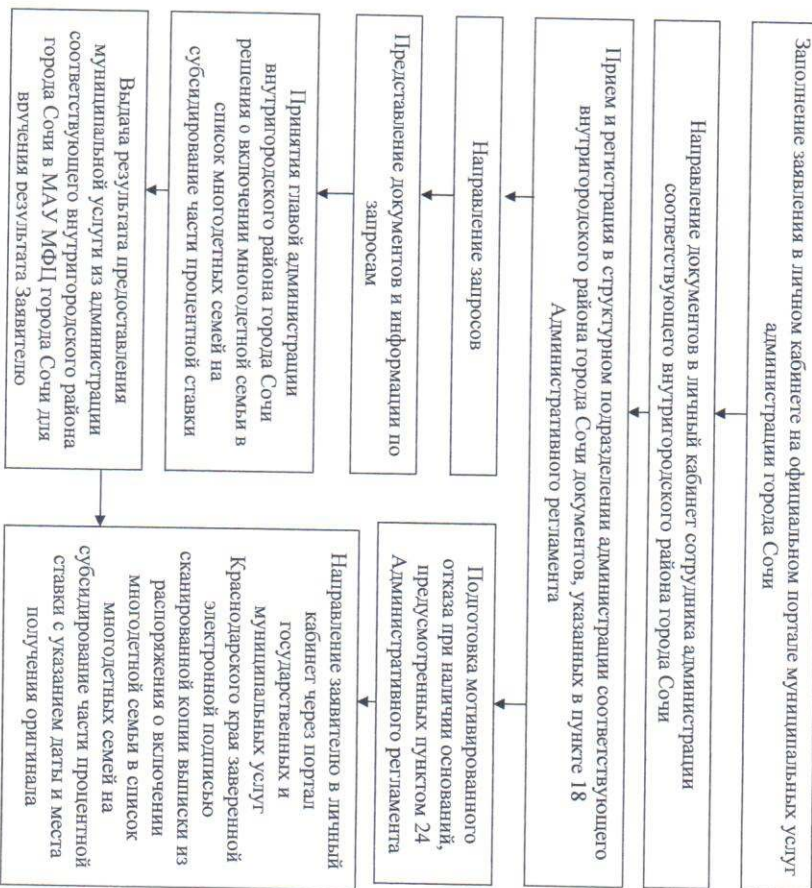 Заполнение заявления в личном кабинете на официальном портале муниципальных услуг
администрации города Сочи
Направление документов в личный кабинет сотрудника администрации
соответствующего внутригородского района города Сочи
Прием и регистрация в структурном подразделении администрации соответствующего
внутригородского района города Сочи документов, указанных в пункте 18
Административного регламента
Направление запросов
Представление документов и информации по
запросам
Принятия главой администрации
внутригородского района города Сочи
решения о включении многодетной семьи в
список многодетных семей на
субсидирование части процентной ставки
Выдача результата предоставления
муниципальной услуги из администрации
соответствующего внутригородского района
города Сочи в МАУ МФЦ города Сочи для
вручения результата Заявителю
Подготовка мотивированного
отказа при наличии оснований,
предусмотренных пунктом 24
Административного регламента
Направление заявителю в личный
кабинет через портал
государственных и
муниципальных услуг
Краснодарского края заверенной
электронной подписью
сканированной копии выписки из
распоряжения о включении
многодетной семьи в список
многодетных семей на
субсидирование части процентной
ставки с указанием даты и места
получения оригинала